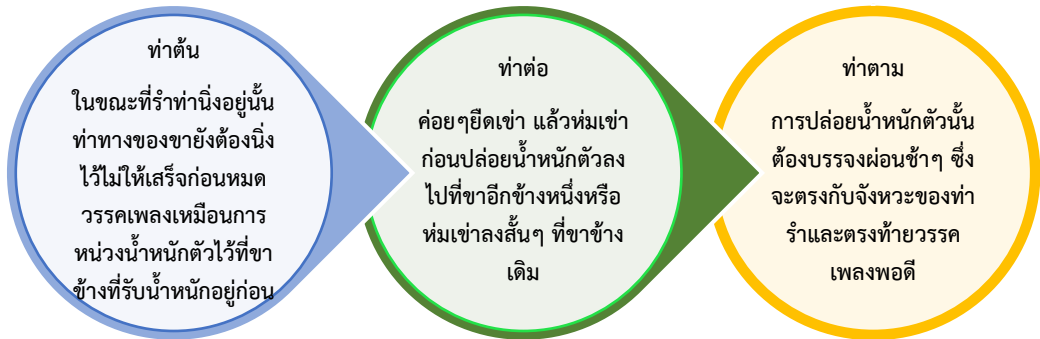 ท่าต้น
ในขณะที่รำท่านิ่งอยู่นั้น
ท่าทางของขายังต้องนิ่ง
ไว้ไม่ให้เสร็จก่อนหมด
วรรคเพลงเหมือนการ
หน่วงน้ำหนักตัวไว้ที่ขา
ข้างที่รับน้ำหนักอยู่ก่อน
ท่าต่อ
ค่อยๆยืดเข่า แล้วห่มเข่า
ก่อนปล่อยน้ำหนักตัวลง
ไปที่ขาอีกข้างหนึ่งหรือ
ห่มเข่าลงสั้นๆ ที่ขาข้าง
เดิม
ท่าตาม
การปล่อยน้ำหนักตัวนั้น
ต้องบรรจงผ่อนช้าๆ ซึ่ง
จะตรงกับจังหวะของท่า
รำและตรงท้ายวรรค
เพลงพอดี